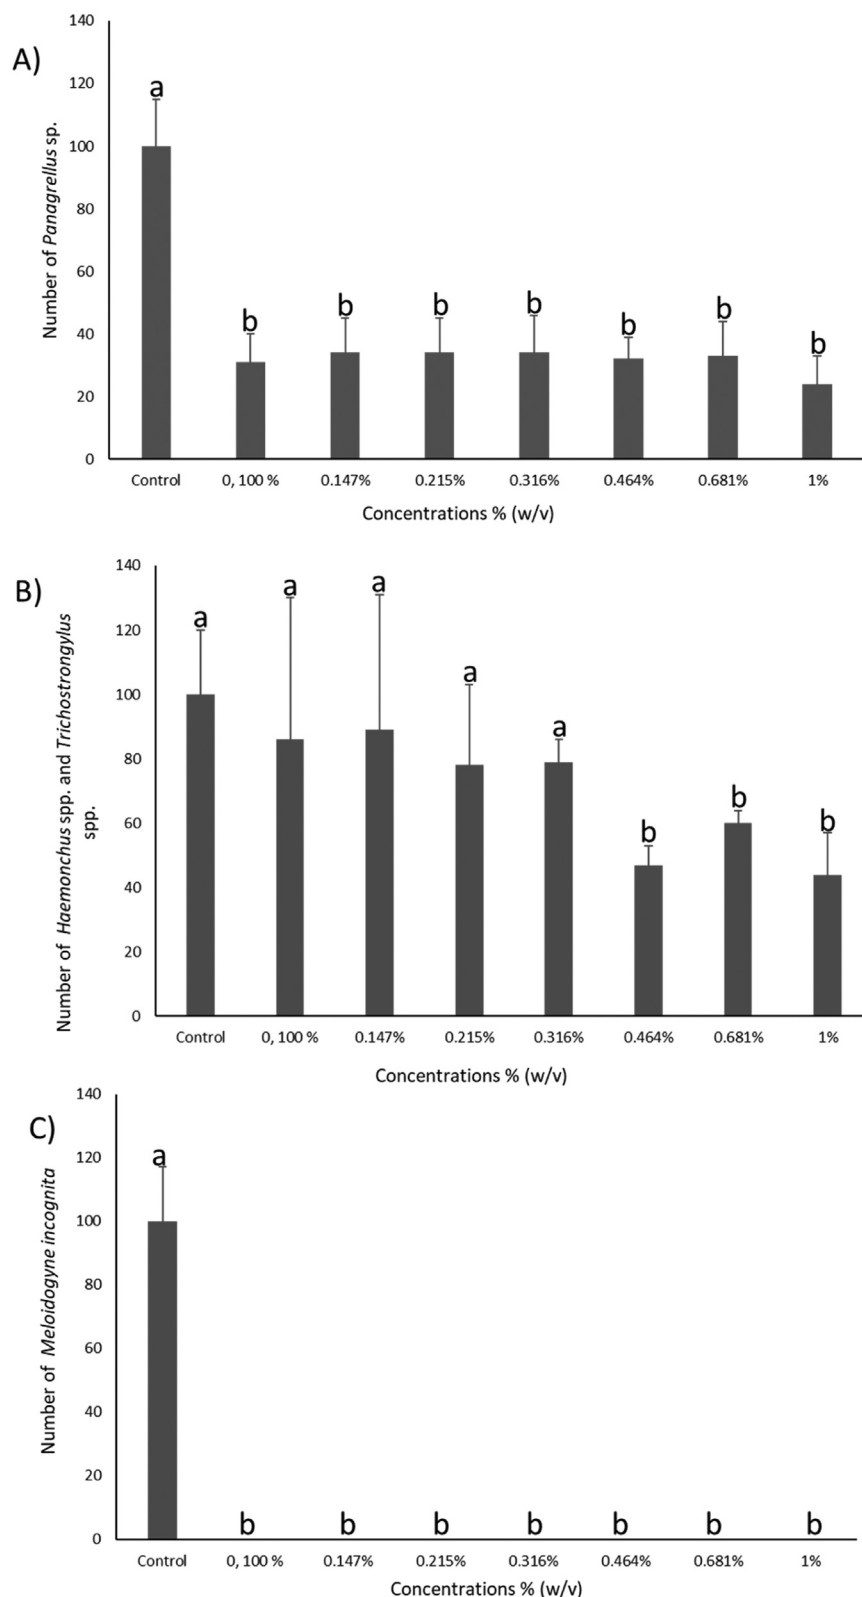 A)
Number of Panagrellus sp.
140
120
100
80
60
40
20
0
a
b
b
b
b
b
b
b
Control 0, 100 % 0.147% 0.215% 0.316% 0.464% 0.681% 1%
Concentrations % (w/v)
B)
Number of Haemonchus spp. and Trichostrongylus
spp.
140
120
100
80
60
40
20
0
a
a
a
a
a
b
b
b
Control 0, 100 % 0.147% 0.215% 0.316% 0.464% 0.681% 1%
Concentrations % (w/v)
C)
Number of Meloidogyne incognita
140
120
100
80
60
40
20
0
a
b b b b b b b
Control 0, 100 % 0.147% 0.215% 0.316% 0.464% 0.681% 1%
Concentrations % (w/v)